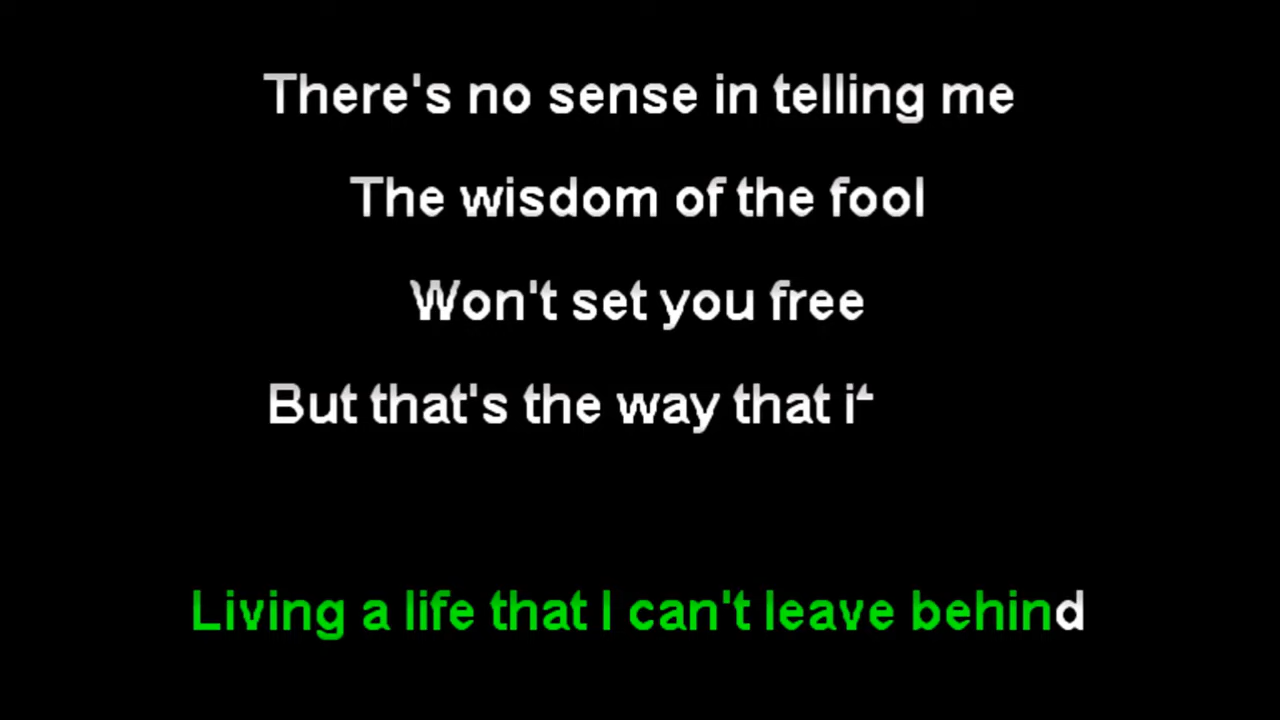 There's no sense in telling me
The wisdom of the fool
Won't set you free
But that's the way that
Living a life that I can't leave behind